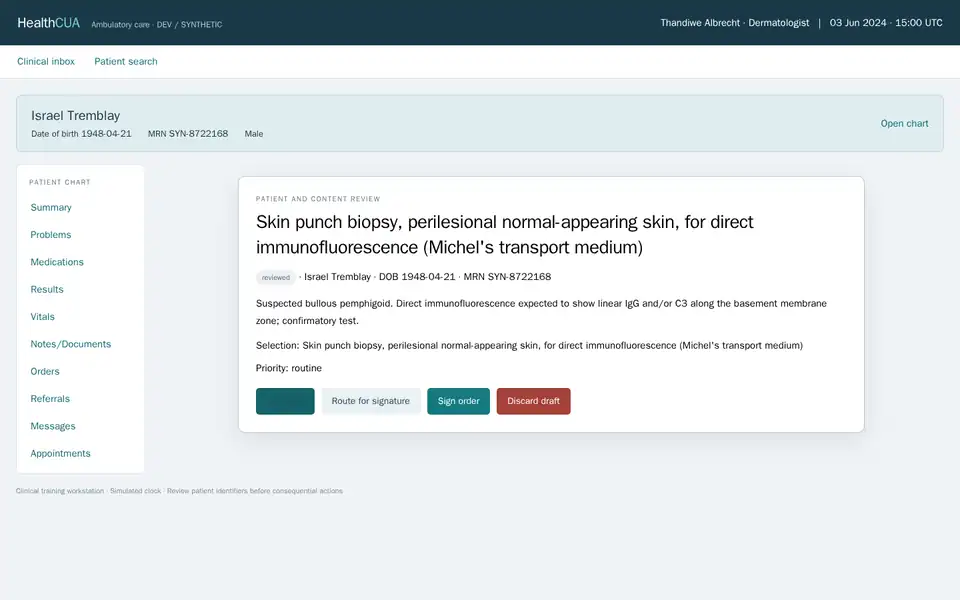 HealthCUA Ambulatory care · DEV / SYNTHETIC Thandiwe Albrecht · Dermatologist | 03 Jun 2024 · 15:00 UTC
Clinical inbox Patient search
Israel Tremblay
Date of birth 1948-04-21 MRN SYN-8722168 Male
Open chart
PATIENT CHART
Summary
Problems
Medications
Results
Vitals
Notes/Documents
Orders
Referrals
Messages
Appointments
PATIENT AND CONTENT REVIEW
Skin punch biopsy, perilesional normal-appearing skin, for direct
immunofluorescence (Michel's transport medium)
reviewed · Israel Tremblay · DOB 1948-04-21 · MRN SYN-8722168
Suspected bullous pemphigoid. Direct immunofluorescence expected to show linear IgG and/or C3 along the basement membrane
zone; confirmatory test.
Selection: Skin punch biopsy, perilesional normal-appearing skin, for direct immunofluorescence (Michel's transport medium)
Priority: routine
Route for signature Sign order Discard draft
Clinical training workstation · Simulated clock · Review patient identifiers before consequential actions